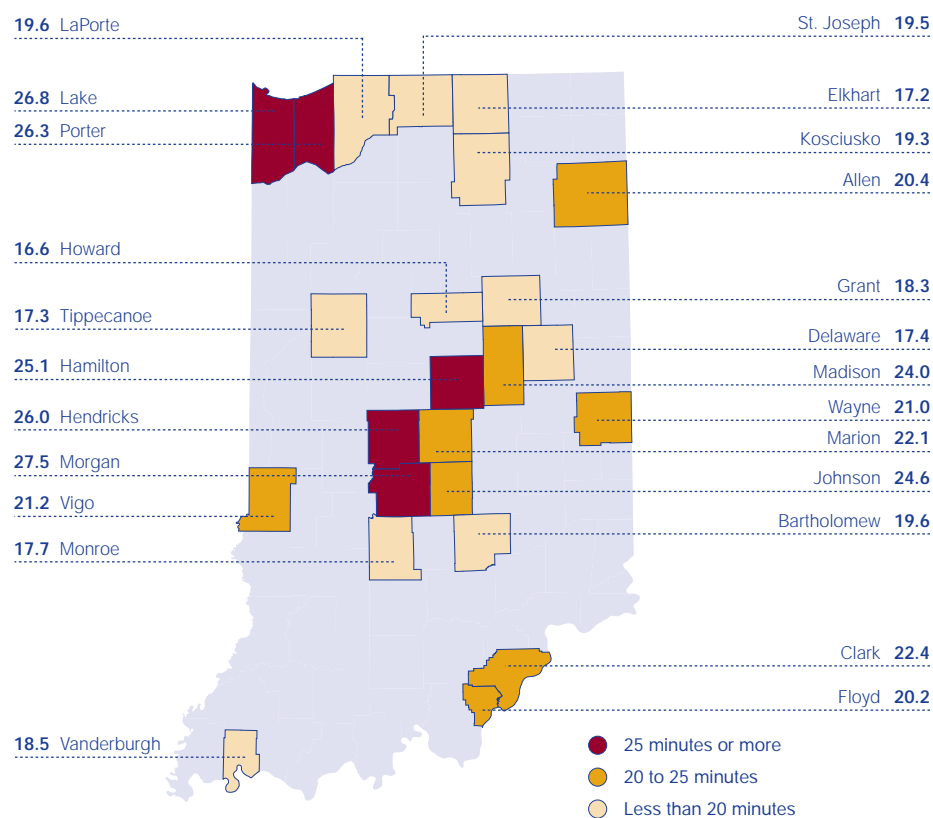 19.6 LaPorte
26.8 Lake
26.3 Porter
16.6 Howard
17.3 Tippecanoe
25.1 Hamilton
26.0 Hendricks
27.5 Morgan
21.2 Vigo
17.7 Monroe
18.5 Vanderburgh
St. Joseph 19.5
Elkhart 17.2
Kosciusko 19.3
Allen 20.4
Grant 18.3
Delaware 17.4
Madison 24.0
Wayne 21.0
Marion 22.1
Johnson 24.6
Bartholomew 19.6
Clark 22.4
Floyd 20.2
25 minutes or more
20 to 25 minutes
Less than 20 minutes